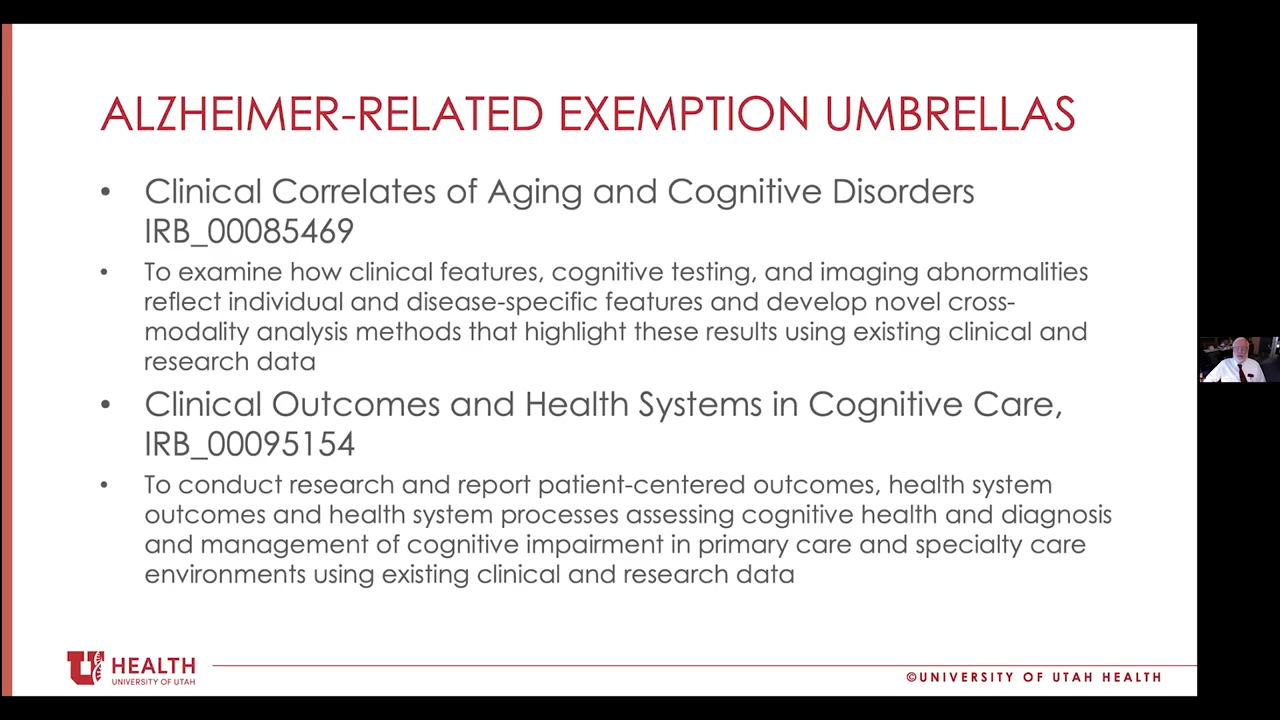 ALZHEIMER-RELATED EXEMPTION UMBRELLAS
• Clinical Correlates of Aging and Cognitive Disorders
IRB_00085469
• To examine how clinical features, cognitive testing, and imaging abnormalities
reflect individual and disease-specific features and develop novel cross-
modality analysis methods that highlight these results using existing clinical and
research data
• Clinical Outcomes and Health Systems in Cognitive Care,
IRB_00095154
• To conduct research and report patient-centered outcomes, health system
outcomes and health system processes assessing cognitive health and diagnosis
and management of cognitive impairment in primary care and specialty care
environments using existing clinical and research data
U HEALTH
UNIVERSITY OF UTAH
©UNIVERSITY OF UTAH HEALTH